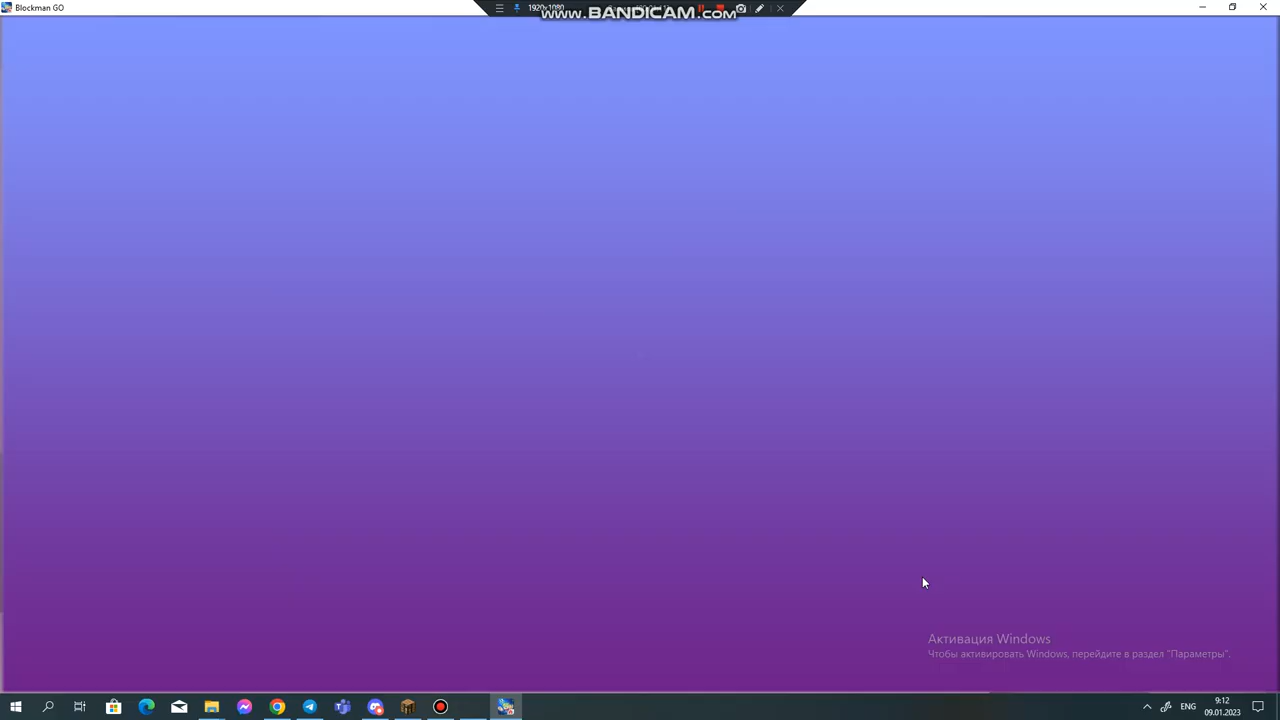 Blockman GO
1920x1080
www.BANDICAM.com
Активация Windows
Чтобы активировать Windows, перейдите в раздел "Параметры".
ENG
9:12
09.01.2023